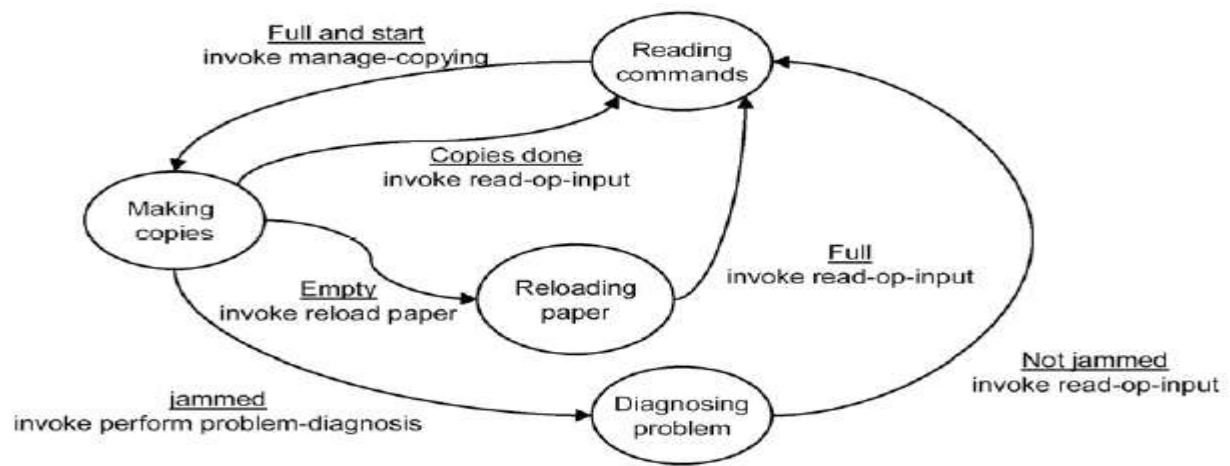 Full and start
invoke manage-copying
Reading
commands
Copies done
invoke read-op-input
Making
copies
Full
invoke read-op-input
Empty
invoke reload paper
Reloading
paper
Not jammed
invoke read-op-input
jammed
invoke perform problem-diagnosis
Diagnosing
problem